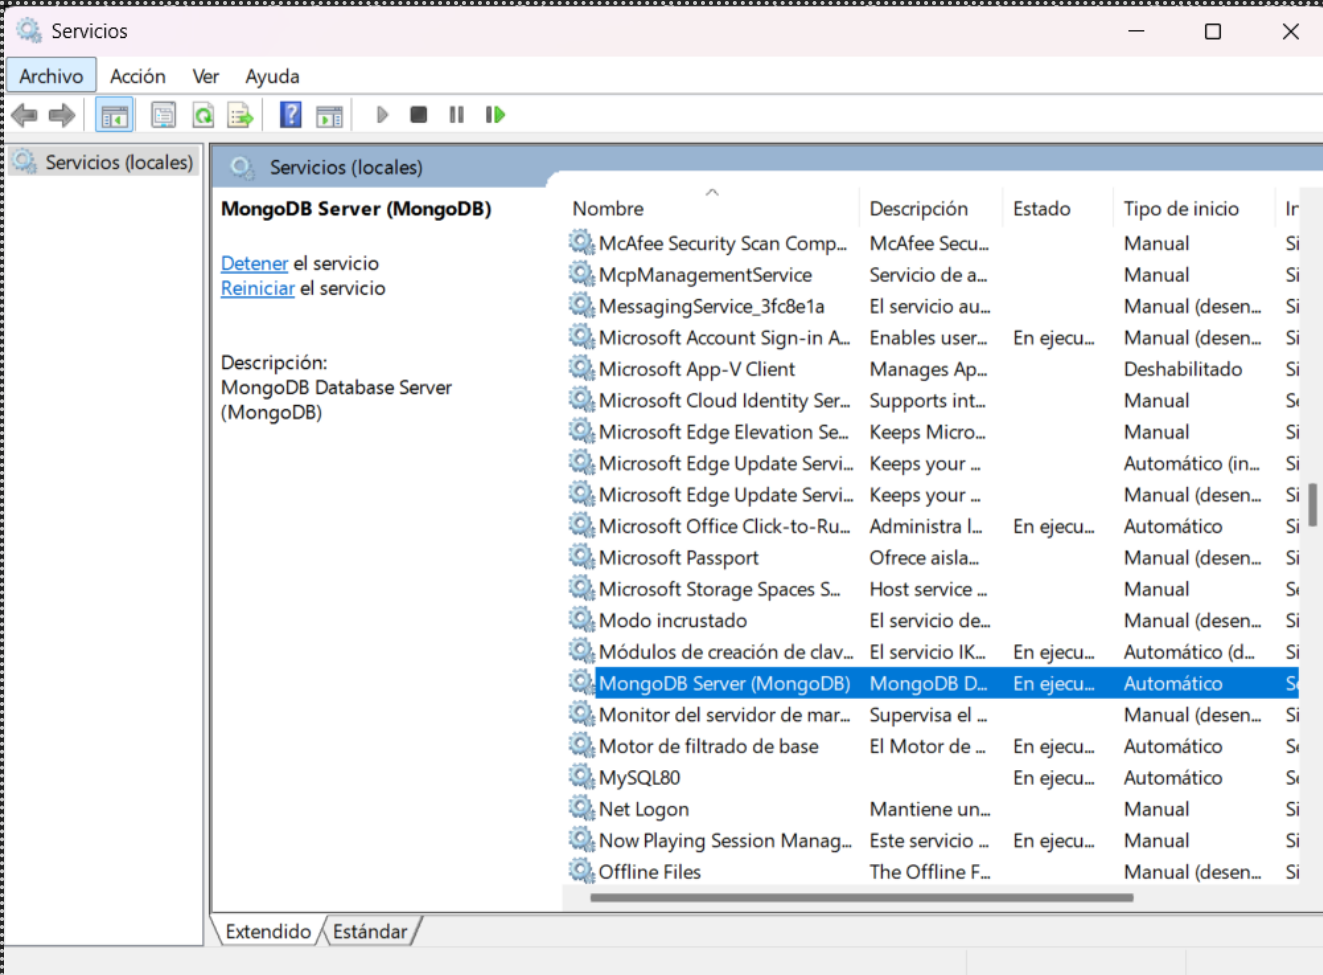 Servicios
Archivo Acción Ver Ayuda
Servicios (locales)
Servicios (locales)
MongoDB Server (MongoDB)
Detener el servicio
Reiniciar el servicio
Descripción:
MongoDB Database Server
(MongoDB)
Nombre Descripción Estado Tipo de inicio
McAfee Security Scan Comp... McAfee Secu... Manual Si
McpManagementService Servicio de a... Manual Si
MessagingService_3fc8e1a El servicio au... Manual (desen... Si
Microsoft Account Sign-in A... Enables user... En ejecu... Manual (desen... Si
Microsoft App-V Client Manages Ap... Deshabilitado Si
Microsoft Cloud Identity Ser... Supports int... Manual
Microsoft Edge Elevation Se... Keeps Micro... Manual Si
Microsoft Edge Update Servi... Keeps your ... Automático (in... Si
Microsoft Edge Update Servi... Keeps your ... Manual (desen... Si
Microsoft Office Click-to-Ru... Administra l... En ejecu... Automático Si
Microsoft Passport Ofrece aisla... Manual (desen... Si
Microsoft Storage Spaces S... Host service ... Manual
Modo incrustado El servicio de... Manual (desen... Si
Módulos de creación de clav... El servicio IK... En ejecu... Automático (d... Si
MongoDB Server (MongoDB) MongoDB D... En ejecu... Automático
Monitor del servidor de mar... Supervisa el ... Manual (desen... Si
Motor de filtrado de base El Motor de ... En ejecu... Automático
MySQL80 En ejecu... Automático
Net Logon Mantiene un... Manual Si
Now Playing Session Manag... Este servicio ... En ejecu... Manual Si
Offline Files The Offline F... Manual (desen... Si
Extendido Estándar